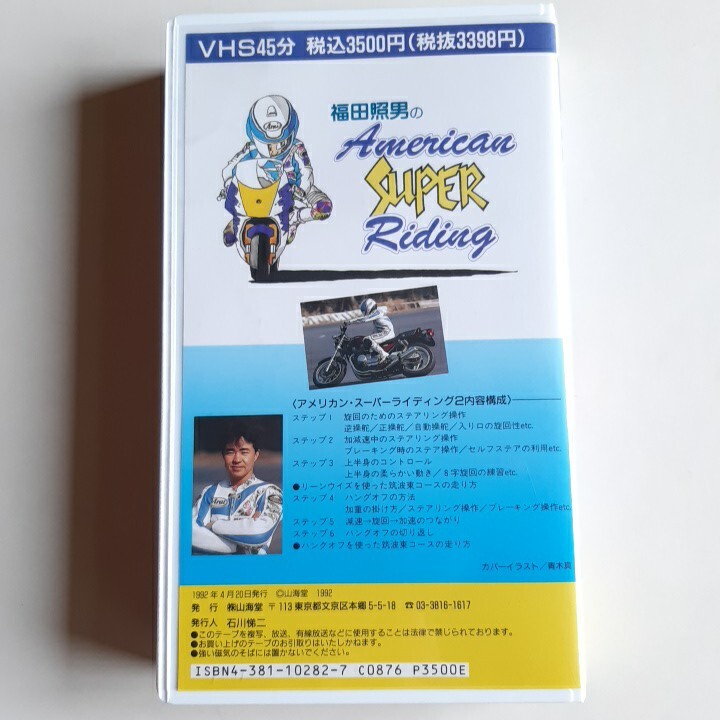 VHS45分 税込3500円(税抜3398円)
福田照男の
American
SUPER
Riding
Arai
〈アメリカン・スーパーライディング2内容構成〉
ステップ1 旋回のためのステアリング操作
逆操舵／正操舵／自動操舵／入り口の旋回性etc.
ステップ2 加減速中のステアリング操作
ブレーキング時のステア操作／セルフステアの利用etc.
ステップ3 上半身のコントロール
上半身の柔らかい動き／8字旋回の練習etc.
●リーンウイズを使った筑波東コースの走り方
ステップ4 ハングオフの方法
加重の掛け方／ステアリング操作／ブレーキング操作etc.
ステップ5 減速→旋回→加速のつながり
ステップ6 ハングオフの切り返し
●ハングオフを使った筑波東コースの走り方
カバーイラスト／青木真
1992年4月20日発行 ©山海堂 1992
発 行 ㈱山海堂 〒113 東京都文京区本郷5-5-18 ☎03-3816-1617
発行人 石川悌二
●このテープを複写、放送、有線放送などに使用することは法律で禁じられております。
●お買い上げのテープのお引取りはいたしかねます。
●強い磁気のそばには置かないでください。
ISBN4-381-10282-7 C0876 P3500E